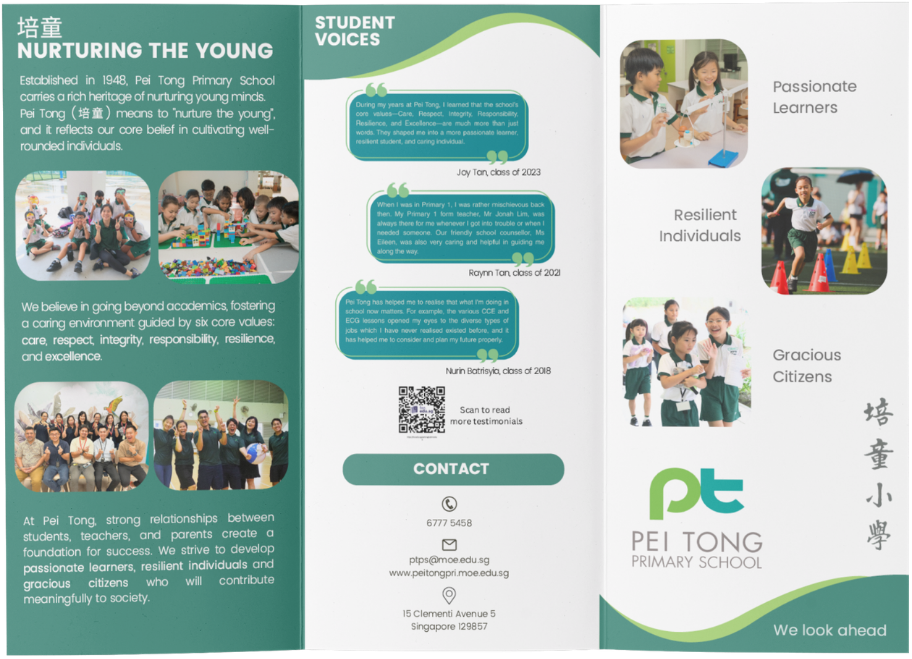 培童
NURTURING THE YOUNG
Established in 1948, Pei Tong Primary School
carries a rich heritage of nurturing young minds.
Pei Tong (培童) means to "nurture the young",
and it reflects our core belief in cultivating well-
rounded individuals.
We believe in going beyond academics, fostering
a caring environment guided by six core values:
care, respect, integrity, responsibility, resilience,
and excellence.
At Pei Tong, strong relationships between
students, teachers, and parents create a
foundation for success. We strive to develop
passionate learners, resilient individuals and
gracious citizens who will contribute
meaningfully to society.
STUDENT
VOICES
During my years at Pei Tong, I learned that the school's
core values—Care, Respect, Integrity, Responsibility,
Resilience, and Excellence—are much more than just
words. They shaped me into a more passionate learner,
resilient student, and caring individual.
Joy Tan, class of 2023
When I was in Primary 1, I was rather mischievous back
then. My Primary 1 form teacher, Mr Jonah Lim, was
always there for me whenever I got into trouble or when I
needed someone. Our friendly school counsellor, Ms
Eileen, was also very caring and helpful in guiding me
along the way.
Raynn Tan, class of 2021
Pei Tong has helped me to realise that what I'm doing in
school now matters. For example, the various CCE and
ECG lessons opened my eyes to the diverse types of
jobs which I have never realised existed before, and it
has helped me to consider and plan my future properly.
Nurin Batrisyia, class of 2018
Scan to read
more testimonials
CONTACT
6777 5458
ptps@moe.edu.sg
www.peitongpri.moe.edu.sg
15 Clementi Avenue 5
Singapore 129857
Passionate
Learners
Resilient
Individuals
Gracious
Citizens
培童小學
pt
PEI TONG
PRIMARY SCHOOL
We look ahead